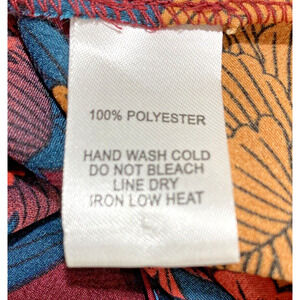 100% POLYESTER
HAND WASH COLD
DO NOT BLEACH
LINE DRY
IRON LOW HEAT